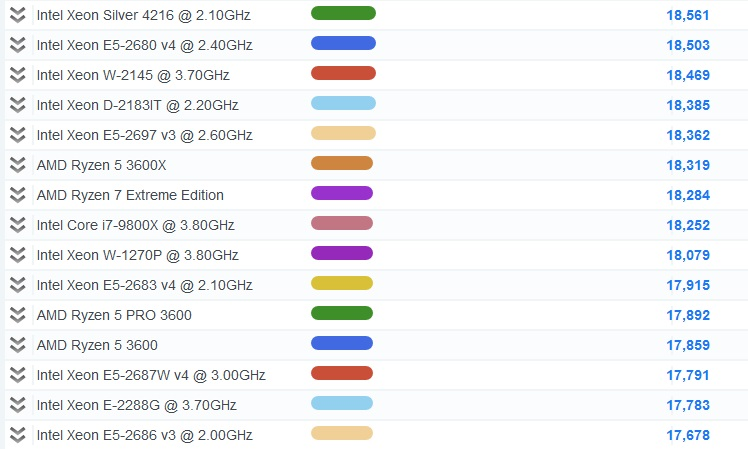 Intel Xeon Silver 4216 @ 2.10GHz 18,561
Intel Xeon E5-2680 v4 @ 2.40GHz 18,503
Intel Xeon W-2145 @ 3.70GHz 18,469
Intel Xeon D-2183IT @ 2.20GHz 18,385
Intel Xeon E5-2697 v3 @ 2.60GHz 18,362
AMD Ryzen 5 3600X 18,319
AMD Ryzen 7 Extreme Edition 18,284
Intel Core i7-9800X @ 3.80GHz 18,252
Intel Xeon W-1270P @ 3.80GHz 18,079
Intel Xeon E5-2683 v4 @ 2.10GHz 17,915
AMD Ryzen 5 PRO 3600 17,892
AMD Ryzen 5 3600 17,859
Intel Xeon E5-2687W v4 @ 3.00GHz 17,791
Intel Xeon E-2288G @ 3.70GHz 17,783
Intel Xeon E5-2686 v3 @ 2.00GHz 17,678